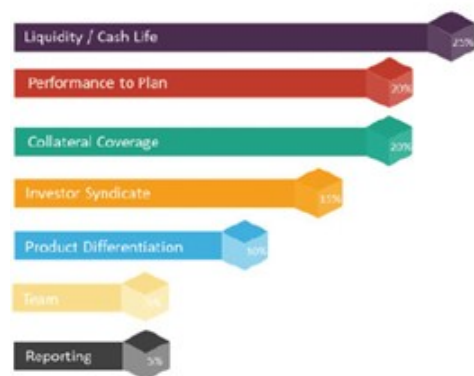 Liquidity / Cash Life 25%
Performance to Plan 20%
Collateral Coverage 20%
Investor Syndicate 15%
Product Differentiation 10%
Team 5%
Reporting 5%